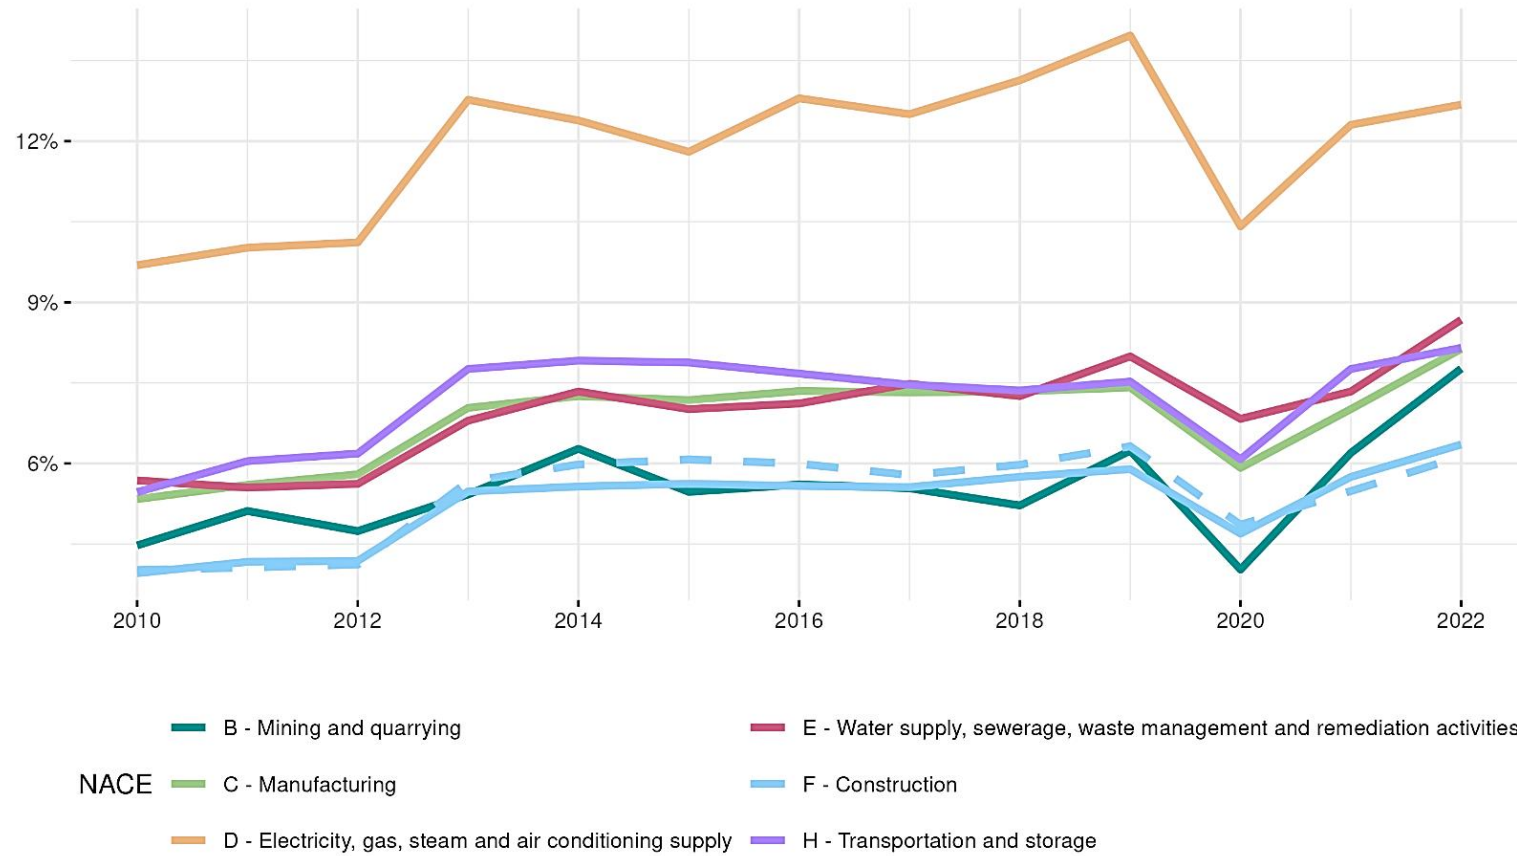 12%
9%
6%
2010 2012 2014 2016 2018 2020 2022
B - Mining and quarrying
E - Water supply, sewerage, waste management and remediation activities
NACE
C - Manufacturing
F - Construction
D - Electricity, gas, steam and air conditioning supply
H - Transportation and storage